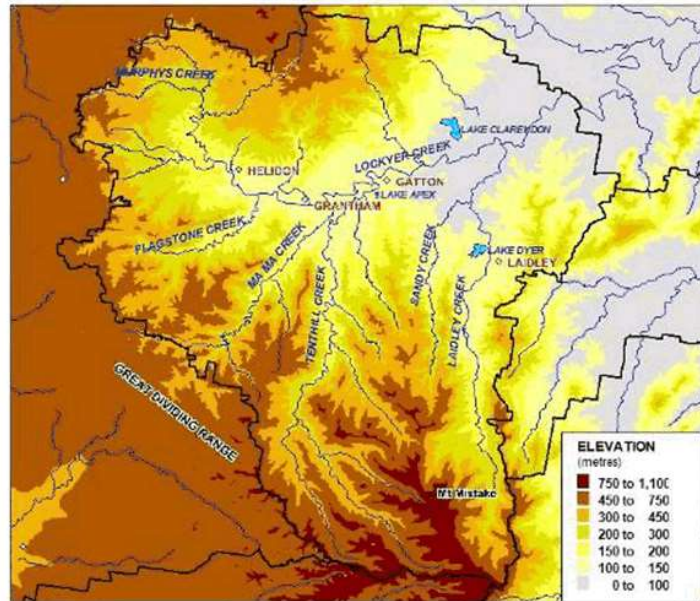 MURPHYS CREEK
LAKE CLARENDON
LOCKYER CREEK
HELIDON
GATTON
LAKE APEX
GRANTHAM
FLAGSTONE CREEK
MA MA CREEK
SANDY CREEK
LAKE DYER
LAIDLEY
TENTHILL CREEK
LAIDLEY CREEK
GREAT DIVIDING RANGE
Mt Mistake
ELEVATION
(metres)
750 to 1,100
450 to 750
300 to 450
200 to 300
150 to 200
100 to 150
0 to 100